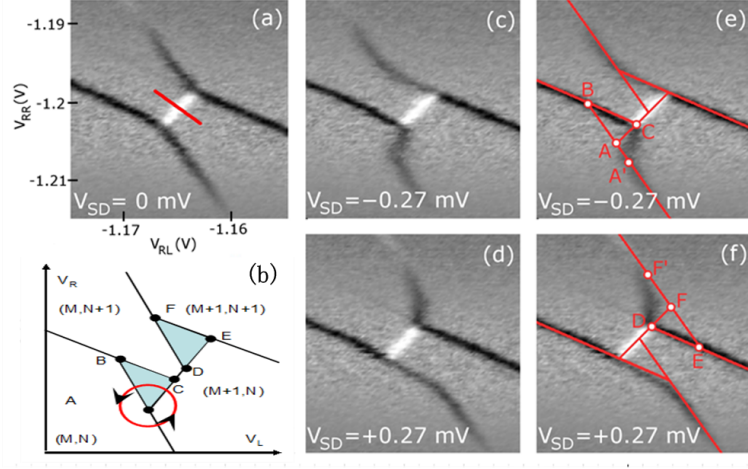 (a)
(c)
(e)
-1.19
-1.2
-1.21
V_RR(V)
-1.17
-1.16
V_RL(V)
V_SD= 0 mV
V_SD=−0.27 mV
B
C
A
A'
V_SD=−0.27 mV
(b)
V_R
(M,N+1)
F
(M+1,N+1)
E
B
D
C
(M+1,N)
A
(M,N)
V_L
(d)
V_SD=+0.27 mV
(f)
F'
F
D
E
V_SD=+0.27 mV